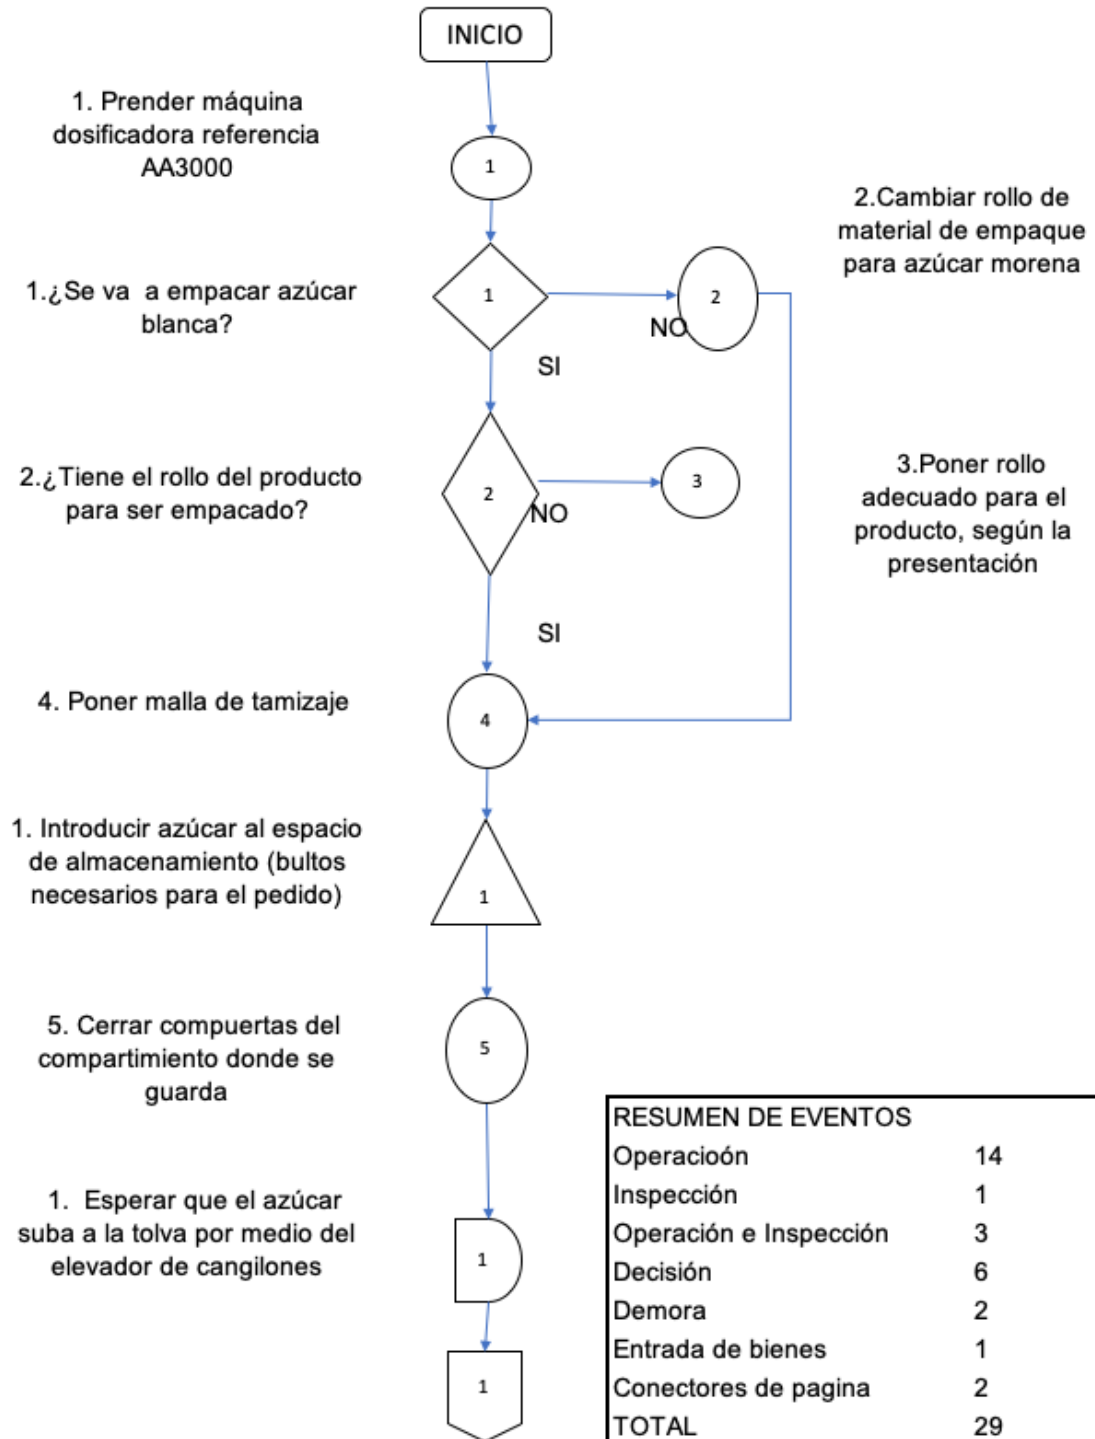 INICIO
1. Prender máquina
dosificadora referencia
AA3000
1
2.Cambiar rollo de
material de empaque
para azúcar morena
1.¿Se va  a empacar azúcar
blanca?
1
2
NO
SI
2.¿Tiene el rollo del producto
para ser empacado?
2
NO
3
3.Poner rollo
adecuado para el
producto, según la
presentación
SI
4. Poner malla de tamizaje
4
1. Introducir azúcar al espacio
de almacenamiento (bultos
necesarios para el pedido)
1
5. Cerrar compuertas del
compartimiento donde se
guarda
5
1.  Esperar que el azúcar
suba a la tolva por medio del
elevador de cangilones
1
1
RESUMEN DE EVENTOS
Operacioón 14
Inspección 1
Operación e Inspección 3
Decisión 6
Demora 2
Entrada de bienes 1
Conectores de pagina 2
TOTAL 29